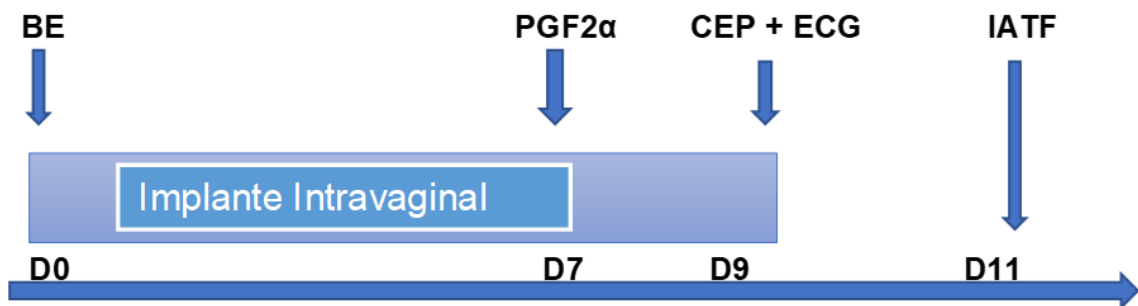 BE PGF2α CEP + ECG IATF
Implante Intravaginal
D0 D7 D9 D11